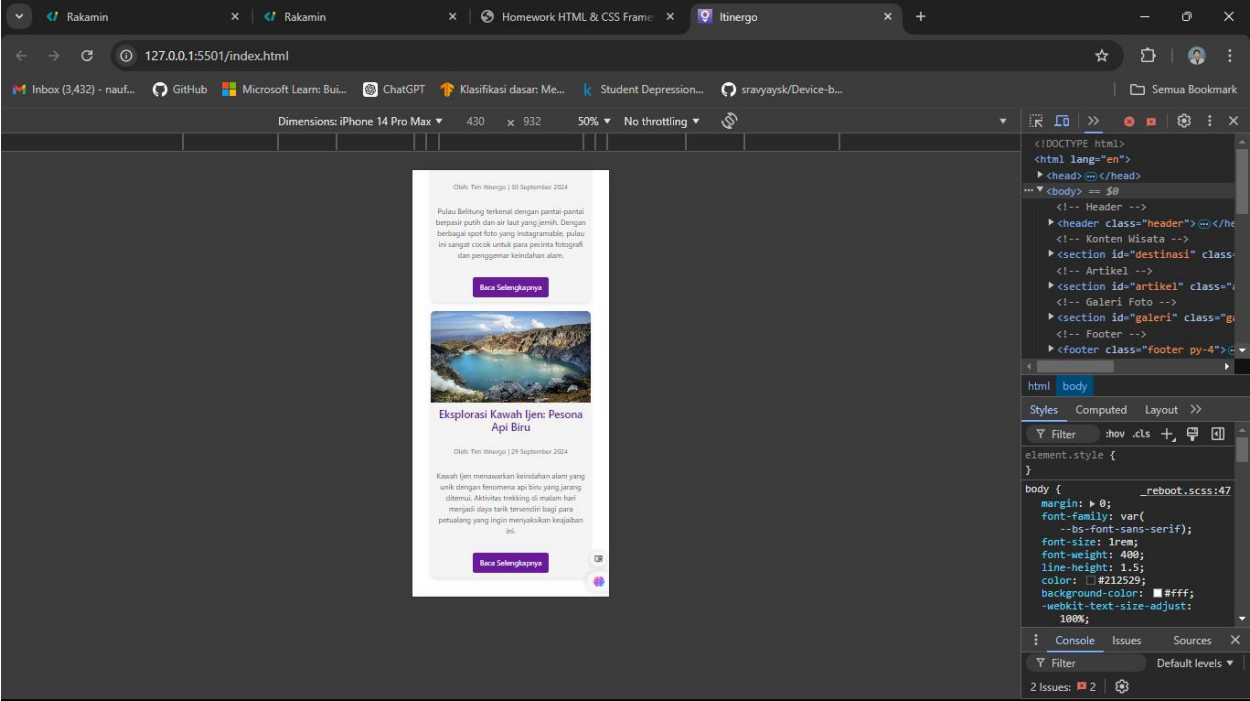 Rakamin
Rakamin
Homework HTML & CSS Frame
Itinergo
127.0.0.1:5501/index.html
Inbox (3,432) - nauf...
GitHub
Microsoft Learn: Bui...
ChatGPT
Klasifikasi dasar: Me...
Student Depression...
sravyaysk/Device-b...
Semua Bookmark
Dimensions: iPhone 14 Pro Max
430 × 932
50%
No throttling
Oleh: Tim Itinergo | 30 September 2024
Pulau Belitung terkenal dengan pantai-pantai
berpasir putih dan air laut yang jernih. Dengan
berbagai spot foto yang instagramable, pulau
ini sangat cocok untuk para pecinta fotografi
dan penggemar keindahan alam.
Baca Selengkapnya
Eksplorasi Kawah Ijen: Pesona
Api Biru
Oleh: Tim Itinergo | 29 September 2024
Kawah Ijen menawarkan keindahan alam yang
unik dengan fenomena api biru yang jarang
ditemui. Aktivitas trekking di malam hari
menjadi daya tarik tersendiri bagi para
petualang yang ingin menyaksikan keajaiban
ini.
Baca Selengkapnya
<!DOCTYPE html>
<html lang="en">
<head>…</head>
<body> == $0
<!-- Header -->
<header class="header">…</he
<!-- Konten Wisata -->
<section id="destinasi" class=
<!-- Artikel -->
<section id="artikel" class="a
<!-- Galeri Foto -->
<section id="galeri" class="ga
<!-- Footer -->
<footer class="footer py-4">
html body
Styles Computed Layout
Filter :hov .cls
element.style {
}
body { _reboot.scss:47
margin: 0;
font-family: var(
--bs-font-sans-serif);
font-size: 1rem;
font-weight: 400;
line-height: 1.5;
color: #212529;
background-color: #fff;
-webkit-text-size-adjust:
100%;
Console Issues Sources
Filter Default levels
2 Issues: 2